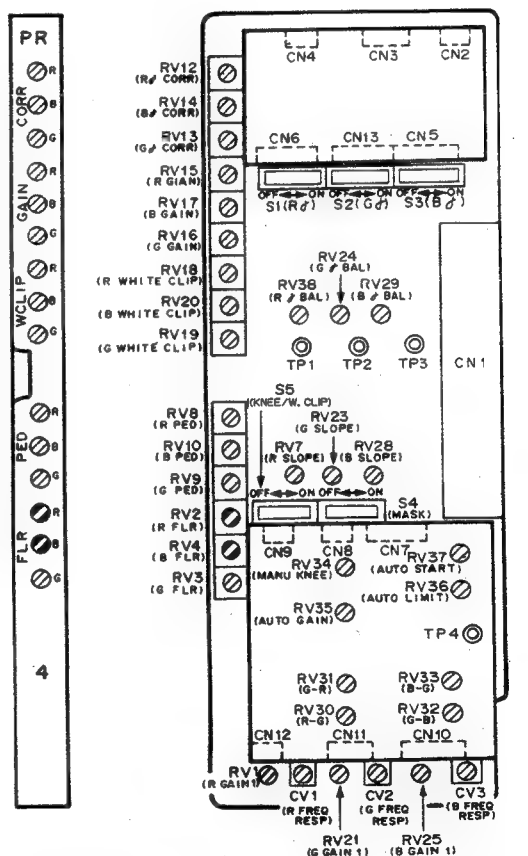 PR
R
CORR
B
G
R
GAIN
B
G
R
WCLIP
B
G
R
PED
B
G
R
FLR
B
G
4
CN4
CN3
CN2
CN6
CN13
CN5
OFF ON
OFF ON
OFF ON
S1(R♂)
S2(G♂)
S3(B♂)
RV12
(R♂ CORR)
RV14
(B♂ CORR)
RV13
(G♂ CORR)
RV15
(R GIAN)
RV17
(B GAIN)
RV16
(G GAIN)
RV18
(R WHITE CLIP)
RV20
(B WHITE CLIP)
RV19
(G WHITE CLIP)
RV24
(G ♂ BAL)
RV38
(R ♂ BAL)
RV29
(B ♂ BAL)
TP1
TP2
TP3
CN1
S5
(KNEE/W.CLIP)
RV23
(G SLOPE)
RV7
(R SLOPE)
RV28
(B SLOPE)
OFF ON
OFF ON
S4
(MASK)
RV8
(R PED)
RV10
(B PED)
RV9
(G PED)
RV2
(R FLR)
RV4
(B FLR)
RV3
(G FLR)
CN9
CN8
CN7
RV34
(MANU KNEE)
RV37
(AUTO START)
RV36
(AUTO LIMIT)
RV35
(AUTO GAIN)
TP4
RV31
(G-R)
RV33
(B-G)
RV30
(R-G)
RV32
(G-B)
CN12
CN11
CN10
RV1
(R GAIN1)
CV1
(R FREQ
RESP)
CV2
(G FREQ
RESP)
CV3
(B FREQ
RESP)
RV21
(G GAIN 1)
RV25
(B GAIN 1)